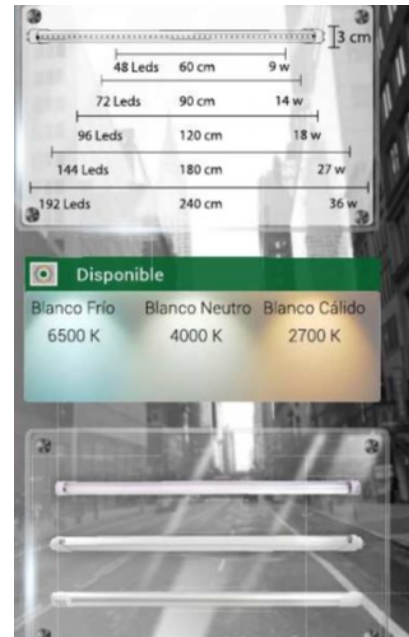 3 cm
48 Leds 60 cm 9 w
72 Leds 90 cm 14 w
96 Leds 120 cm 18 w
144 Leds 180 cm 27 w
192 Leds 240 cm 36 w
Disponible
Blanco Frío Blanco Neutro Blanco Cálido
6500 K 4000 K 2700 K